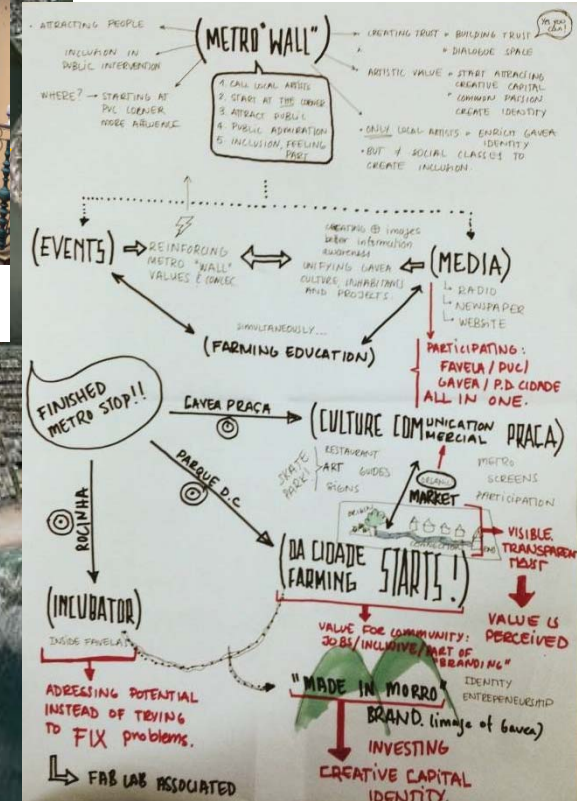 Yes you can!
(METRO "WALL")
• ATTRACTING PEOPLE
INCLUSION IN
PUBLIC INTERVENTION
WHERE? → STARTING AT
PUC CORNER
MORE AFLUENCE
1. CALL LOCAL ARTISTS
2. START AT THE CORNER
3 ATTRACT PUBLIC
4. PUBLIC ADMIRATION
5. INCLUSION, FEELING
PART
CREATING TRUST = BUILDING TRUST
DIALOGUE SPACE
ARTISTIC VALUE = START ATTRACTING
CREATIVE CAPITAL
• COMMON PASSION
CREATE IDENTITY
• ONLY LOCAL ARTISTS = ENRICH GAVEA
IDENTITY
• BUT ≠ SOCIAL CLASSES TO
CREATE INCLUSION
(EVENTS)
REINFORCING
METRO "WALL"
VALUES & CONNEC.
CREATING ⊕ images
better information
awareness
UNIFYING GAVEA
CULTURE, INHABITANTS
AND PROJECTS
(MEDIA)
RADIO
NEWSPAPER
WEBSITE
SIMULTANEOUSLY...
(FARMING EDUCATION)
PARTICIPATING:
FAVELA / PUC/
GAVEA / P.D. CIDADE
ALL IN ONE.
FINISHED
METRO STOP!!
GAVEA PRAÇA
(CULTURE COMUNICATION
MERCIAL PRAÇA)
SKATE
PARK!
RESTAURANT
ART GUIDES
SIGNS
ORGANIC
MARKET
METRO
SCREENS
PARTICIPATION
PARQUE D.C
ROCINHA
VISIBLE.
TRANSPARENT
TRUST
VALUE IS
PERCEIVED
(DA CIDADE
FARMING STARTS!)
(INCUBATOR)
INSIDE FAVELA
VALUE FOR COMMUNITY:
JOBS/INCLUSIVE/PART OF
"BRANDING"
ADRESSING POTENTIAL
INSTEAD OF TRYING
TO FIX problems.
"MADE IN MORRO"
BRAND. (image of Gavea)
IDENTITY
ENTREPENEURSHIP
INVESTING
CREATIVE CAPITAL
IDENTITY.
FAB LAB ASSOCIATED